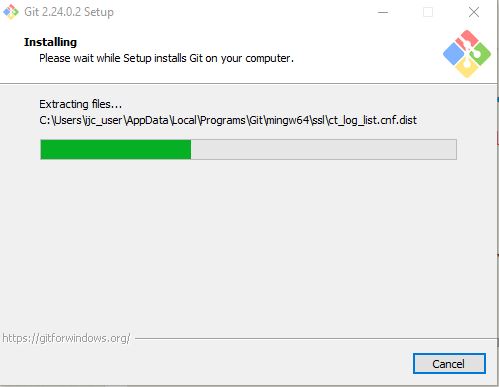 Git 2.24.0.2 Setup
Installing
Please wait while Setup installs Git on your computer.
Extracting files...
C:\Users\jjc_user\AppData\Local\Programs\Git\mingw64\ssl\ct_log_list.cnf.dist
https://gitforwindows.org/
Cancel